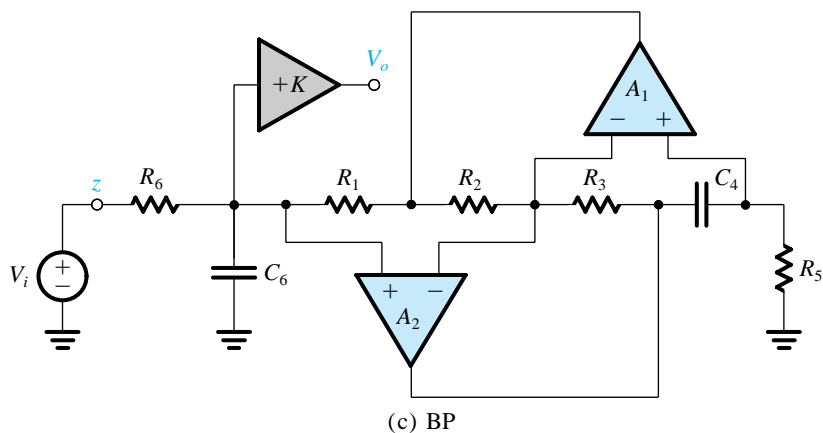 +K
V_o
A_1
− +
z
R_6
R_1
R_2
R_3
C_4
V_i
+
−
C_6
+ −
A_2
R_5
(c) BP